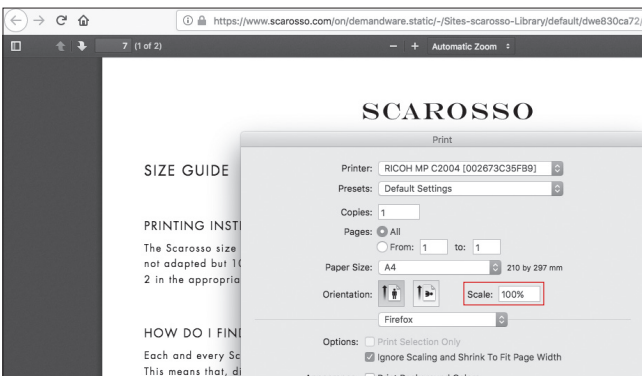 https://www.scarosso.com/on/demandware.static/-/Sites-scarosso-Library/default/dwe830ca72/
7 (1 of 2) − + Automatic Zoom
SCAROSSO
Print
SIZE GUIDE
Printer: RICOH MP C2004 [002673C35FB9]
Presets: Default Settings
Copies: 1
PRINTING INSTI
Pages: All
The Scarosso size
From: 1 to: 1
not adapted but 10
Paper Size: A4 210 by 297 mm
2 in the appropria
Orientation: Scale: 100%
Firefox
HOW DO I FIND
Options: Print Selection Only
Each and every Sc
Ignore Scaling and Shrink To Fit Page Width
This means that, di